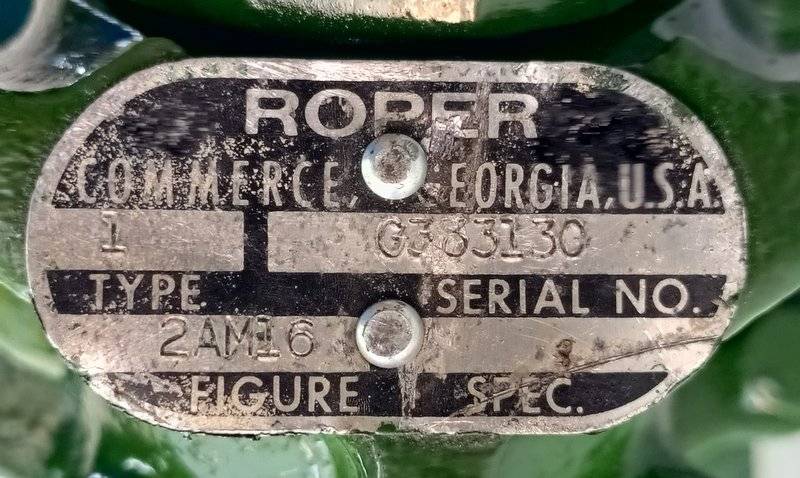 ROPER
COMMERCE, GEORGIA, U.S.A.
1 G383130
TYPE. SERIAL NO.
2AM16
FIGURE SPEC.